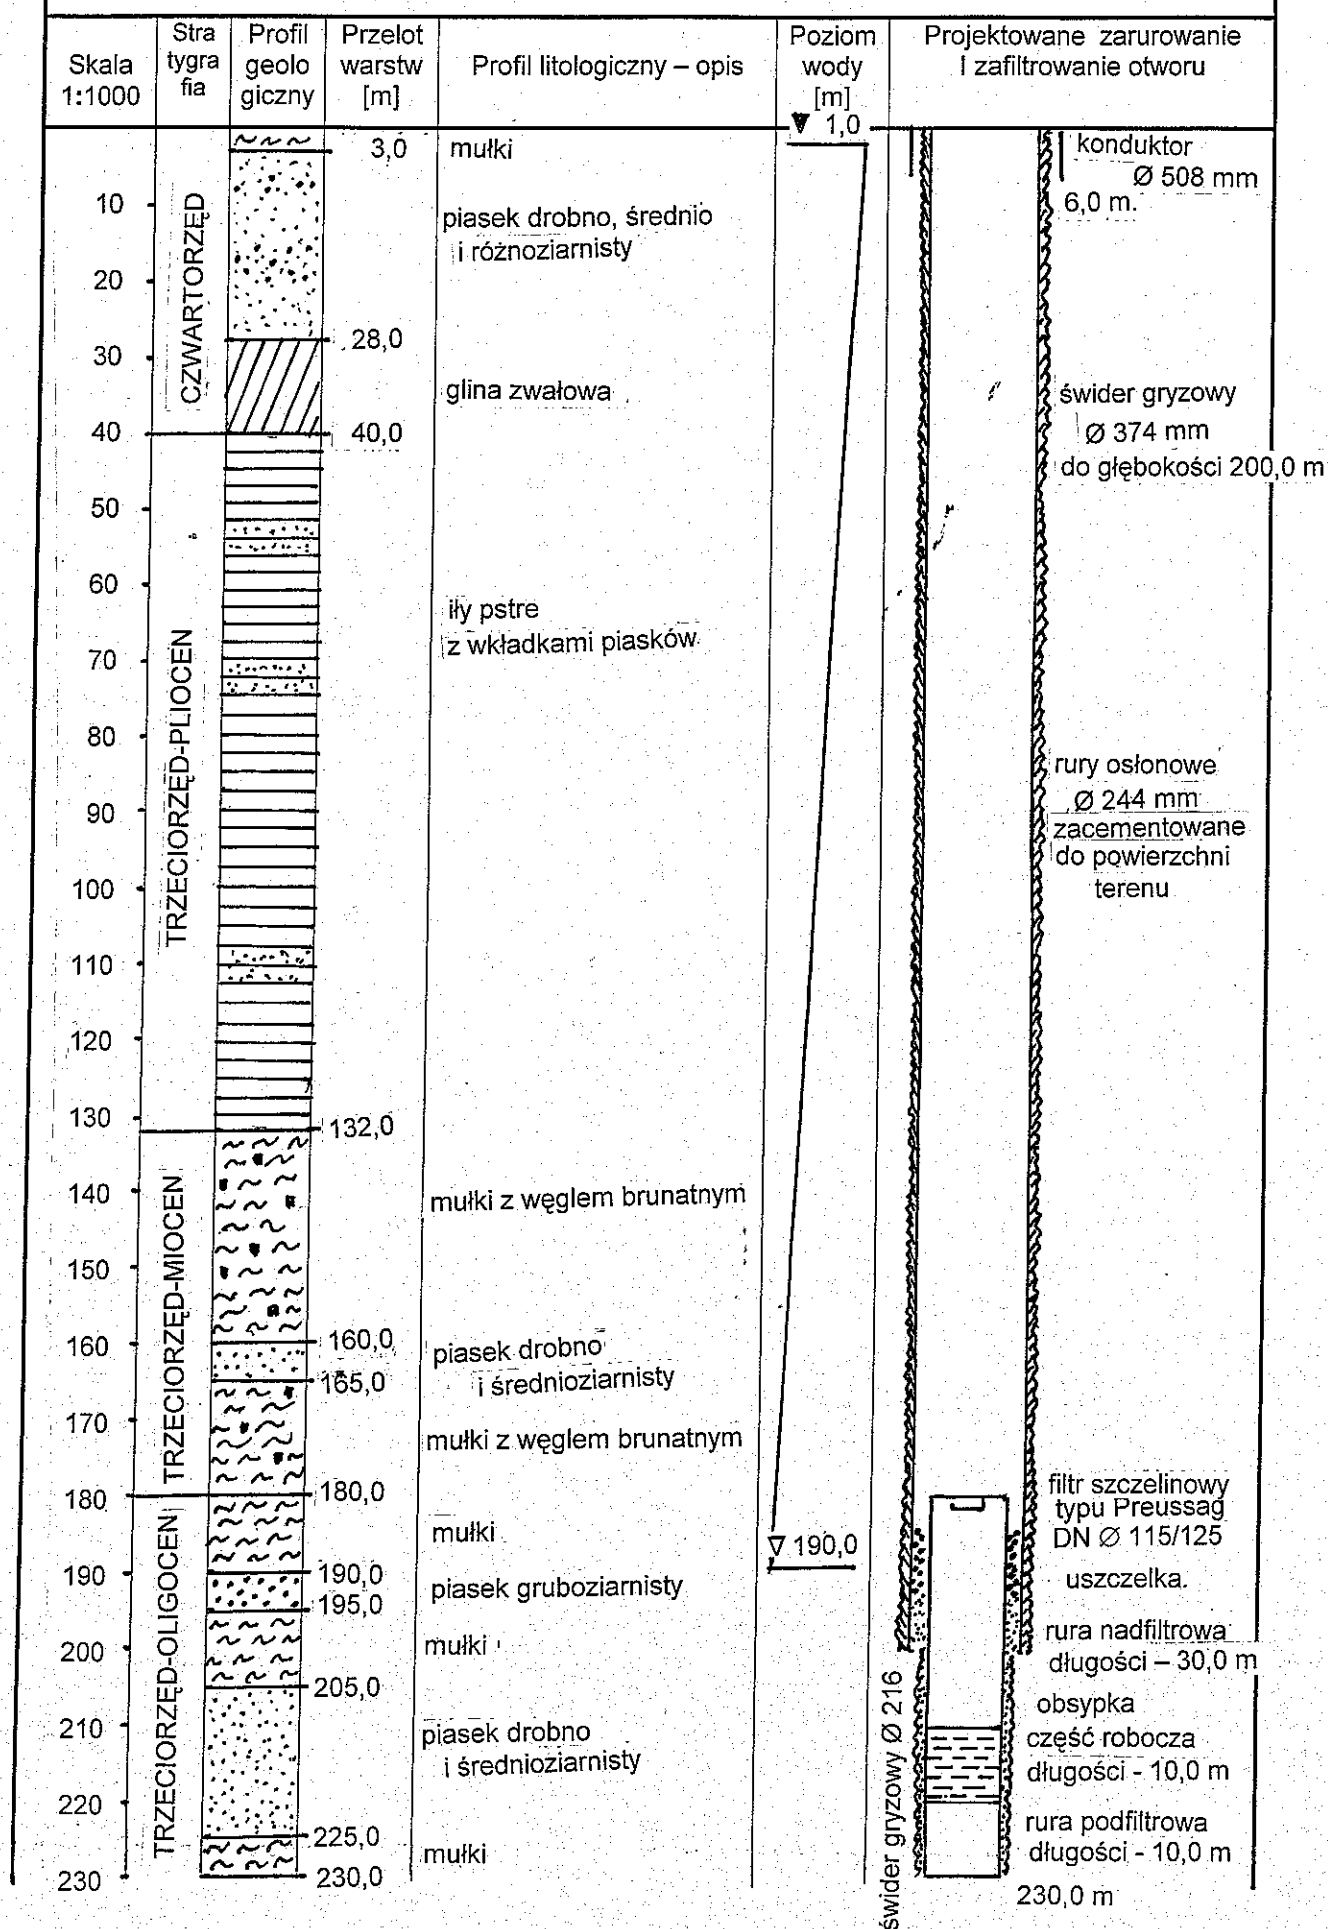 Skala
1:1000
Stra
tygra
fia
Profil
geolo
giczny
Przelot
warstw
[m]
Profil litologiczny – opis
Poziom
wody
[m]
Projektowane zarurowanie
I zafiltrowanie otworu
10
20
30
40
50
60
70
80
90
100
110
120
130
140
150
160
170
180
190
200
210
220
230
CZWARTORZĘD
TRZECIORZĘD-PLIOCEN
TRZECIORZĘD-MIOCEN
TRZECIORZĘD-OLIGOCEN
3,0
28,0
40,0
132,0
160,0
165,0
180,0
190,0
195,0
205,0
225,0
230,0
mułki
piasek drobno, średnio
i różnoziarnisty
glina zwałowa
iły pstre
z wkładkami piasków
mułki z węglem brunatnym
piasek drobno
i średnioziarnisty
mułki z węglem brunatnym
mułki
piasek gruboziarnisty
mułki
piasek drobno
i średnioziarnisty
mułki
▼ 1,0
▽ 190,0
konduktor
Ø 508 mm
6,0 m.
świder gryzowy
Ø 374 mm
do głębokości 200,0 m
rury osłonowe
Ø 244 mm
zacementowane
do powierzchni
terenu
filtr szczelinowy
typu Preussag
DN Ø 115/125
uszczelka.
rura nadfiltrowa
długości – 30,0 m
obsypka
część robocza
długości - 10,0 m
rura podfiltrowa
długości - 10,0 m
230,0 m
świder gryzowy Ø 216